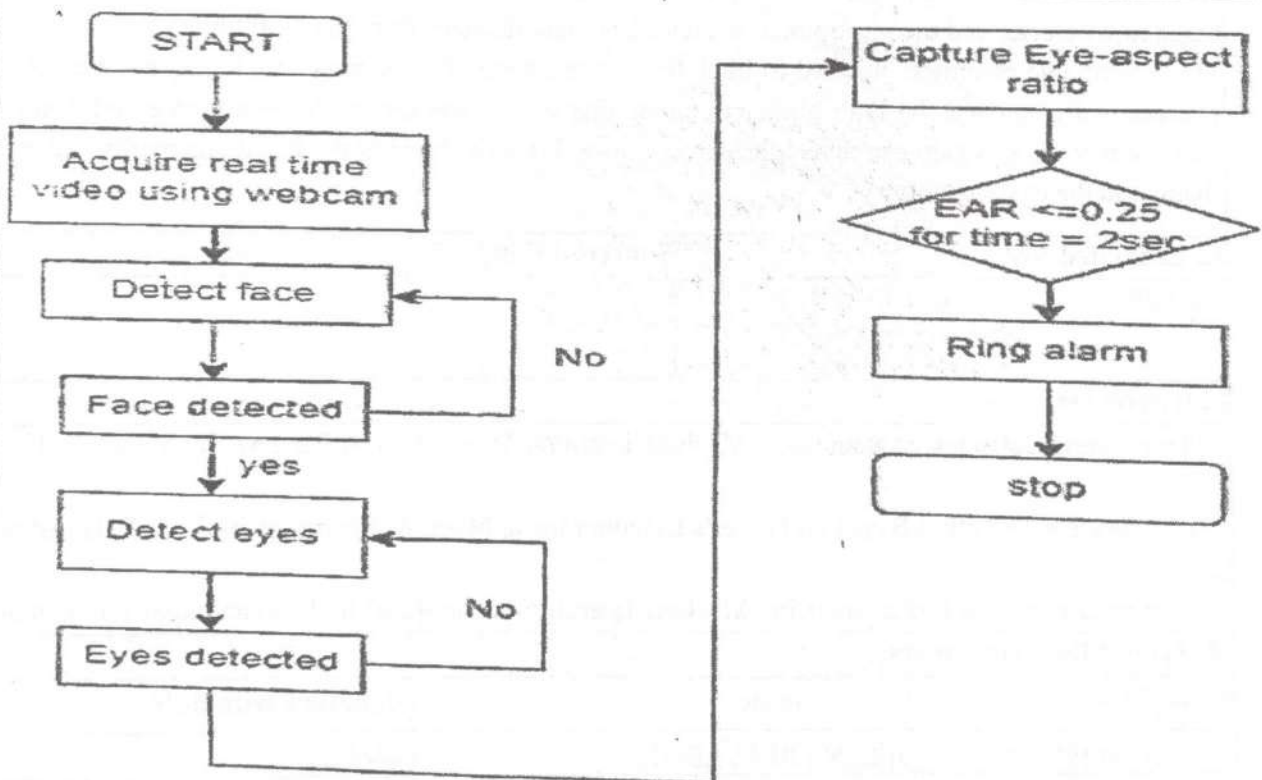 START
Acquire real time
video using webcam
Detect face
No
Face detected
yes
Detect eyes
No
Eyes detected
Capture Eye-aspect
ratio
EAR <=0.25
for time = 2sec
Ring alarm
stop